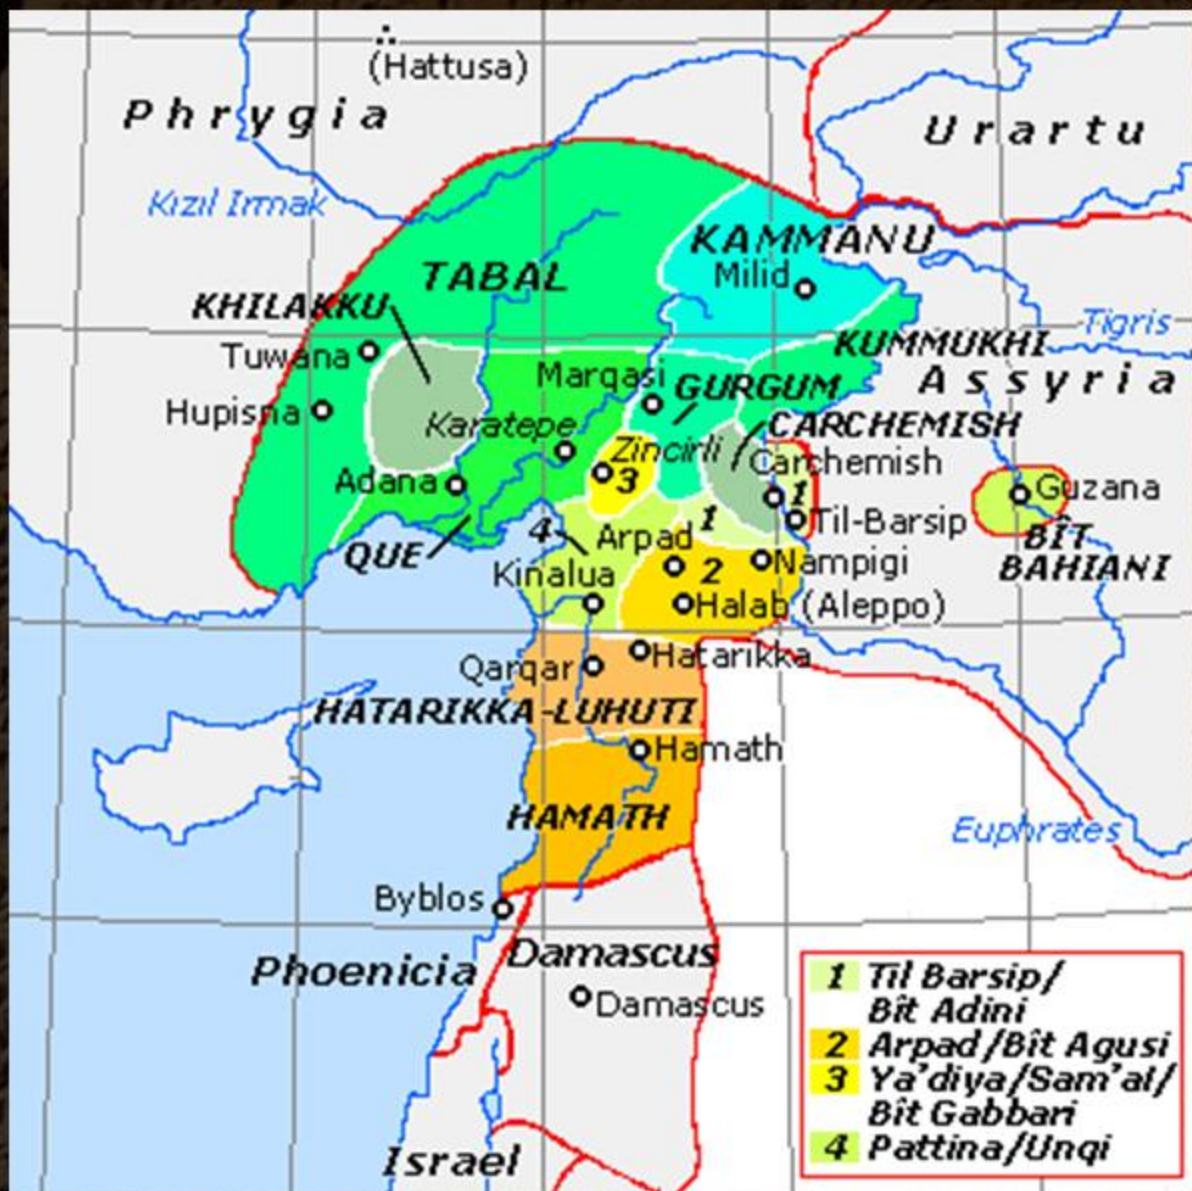 (Hattusa)
Phrygia
Urartu
Kızıl Irmak
KAMMANU
TABAL
Milid
KHILAKKU
Tigris
Tuwana
KUMMUKHI
Marqasi
GURGUM
Assyria
Hupisna
Karatepe
CARCHEMISH
Zincirli
Carchemish
Adana
3
1
Guzana
4
1
Til-Barsip
QUE
Arpad
BÎT
BAHIANI
Kinalua
2
Nampigi
Halab (Aleppo)
Qarqar
Hatarikka
HATARIKKA-LUHUTI
Hamath
HAMATH
Euphrates
Byblos
Phoenicia
Damascus
Damascus
Israel
1 Til Barsip/
Bît Adini
2 Arpad/Bît Agusi
3 Ya'diya/Sam'al/
Bît Gabbari
4 Pattina/Unqi